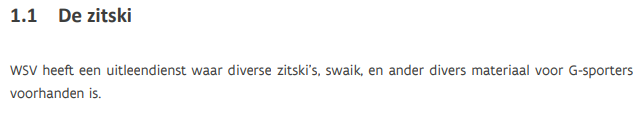 1.1 De zitski
WSV heeft een uitleendienst waar diverse zitski's, swaik, en ander divers materiaal voor G-sporters
voorhanden is.